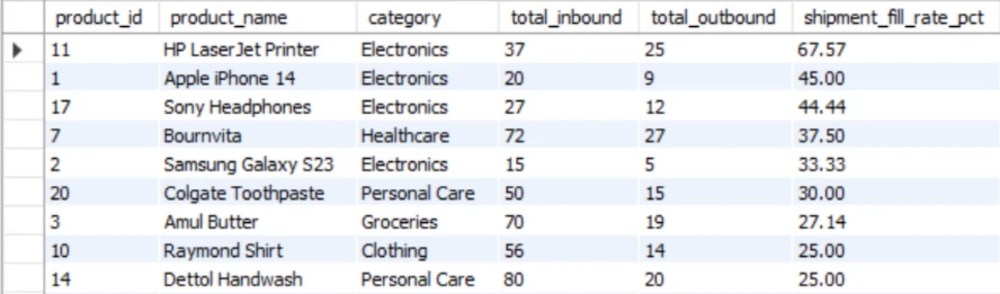 product_id product_name category total_inbound total_outbound shipment_fill_rate_pct
11 HP LaserJet Printer Electronics 37 25 67.57
1 Apple iPhone 14 Electronics 20 9 45.00
17 Sony Headphones Electronics 27 12 44.44
7 Bournvita Healthcare 72 27 37.50
2 Samsung Galaxy S23 Electronics 15 5 33.33
20 Colgate Toothpaste Personal Care 50 15 30.00
3 Amul Butter Groceries 70 19 27.14
10 Raymond Shirt Clothing 56 14 25.00
14 Dettol Handwash Personal Care 80 20 25.00